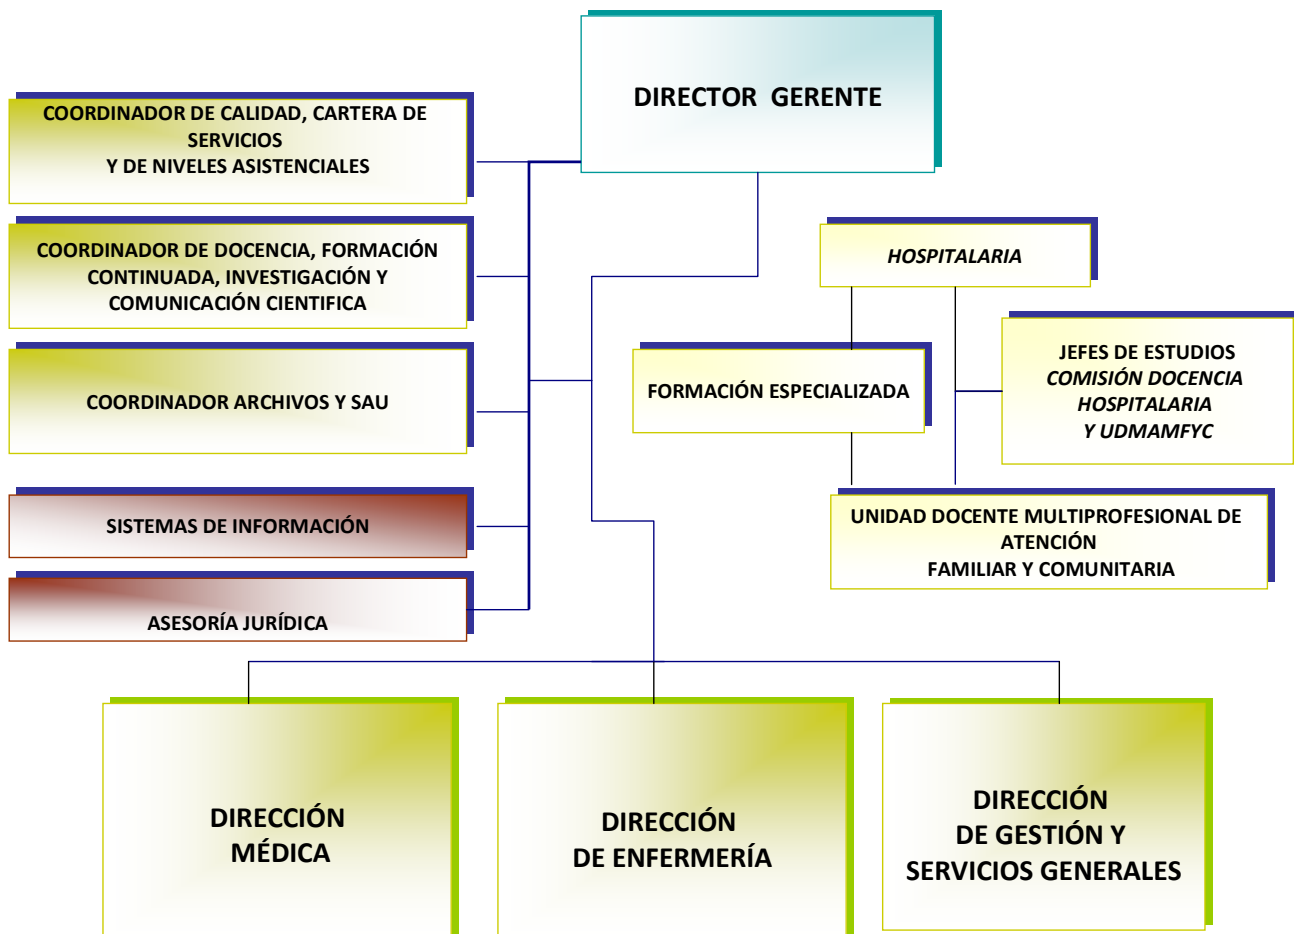 DIRECTOR GERENTE
COORDINADOR DE CALIDAD, CARTERA DE
SERVICIOS
Y DE NIVELES ASISTENCIALES
COORDINADOR DE DOCENCIA, FORMACIÓN
CONTINUADA, INVESTIGACIÓN Y
COMUNICACIÓN CIENTIFICA
COORDINADOR ARCHIVOS Y SAU
SISTEMAS DE INFORMACIÓN
ASESORÍA JURÍDICA
HOSPITALARIA
FORMACIÓN ESPECIALIZADA
JEFES DE ESTUDIOS
COMISIÓN DOCENCIA
HOSPITALARIA
Y UDMAMFYC
UNIDAD DOCENTE MULTIPROFESIONAL DE
ATENCIÓN
FAMILIAR Y COMUNITARIA
DIRECCIÓN
MÉDICA
DIRECCIÓN
DE ENFERMERÍA
DIRECCIÓN
DE GESTIÓN Y
SERVICIOS GENERALES